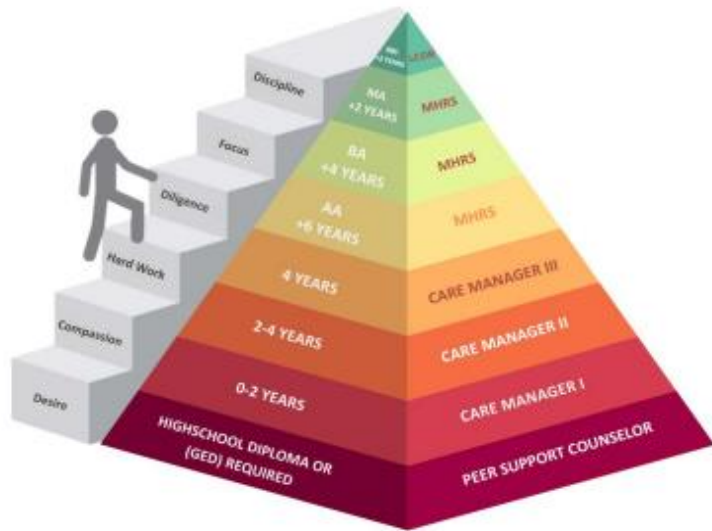 Discipline
Focus
Diligence
Hard Work
Compassion
Desire
+2 YEARS
MA
+2 YEARS
MHRS
BA
+4 YEARS
MHRS
AA
+6 YEARS
MHRS
4 YEARS
CARE MANAGER III
2-4 YEARS
CARE MANAGER II
0-2 YEARS
CARE MANAGER I
HIGHSCHOOL DIPLOMA OR
(GED) REQUIRED
PEER SUPPORT COUNSELOR